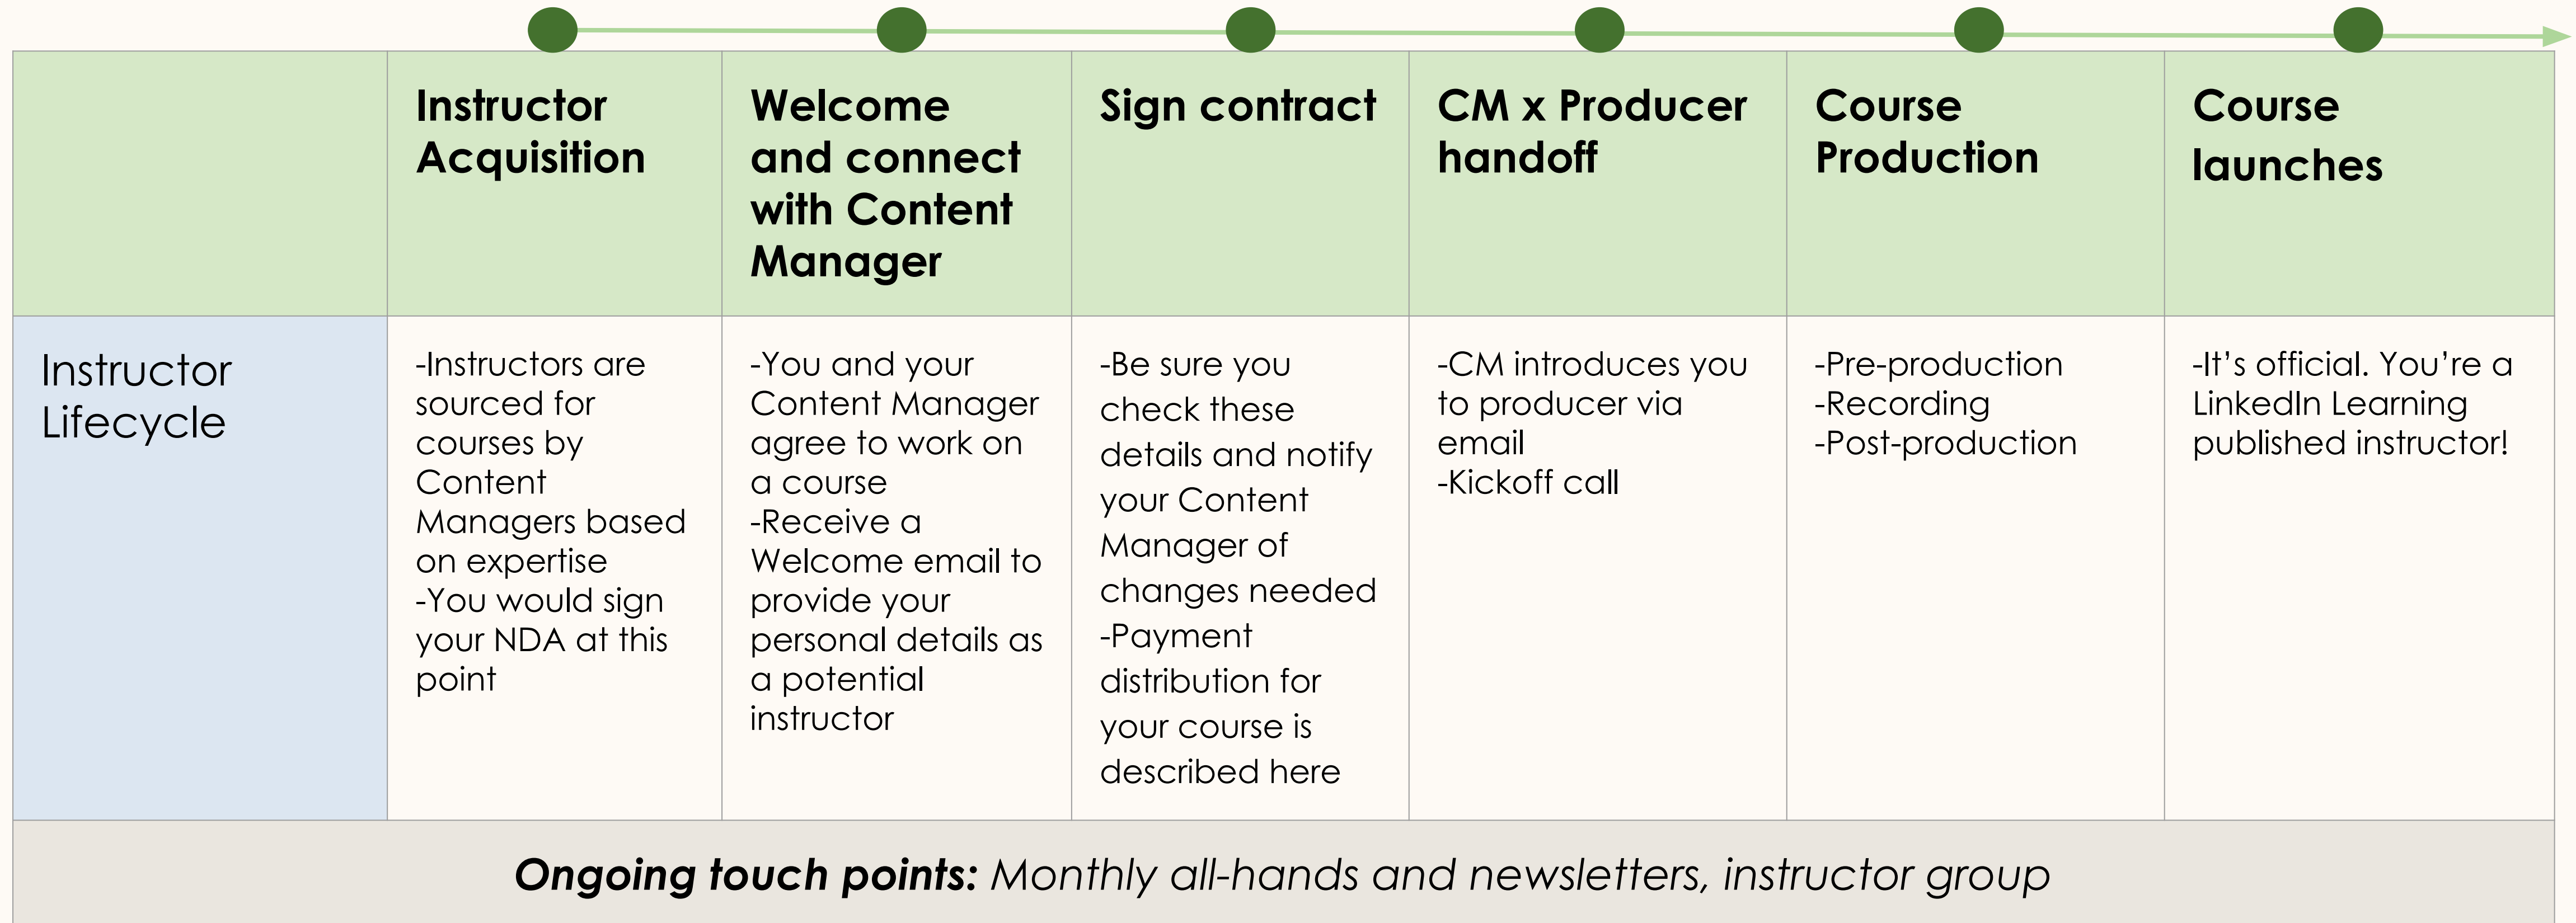 Instructor
Acquisition
Welcome
and connect
with Content
Manager
Sign contract
CM x Producer
handoff
Course
Production
Course
launches
Instructor
Lifecycle
-Instructors are
sourced for
courses by
Content
Managers based
on expertise
-You would sign
your NDA at this
point
-You and your
Content Manager
agree to work on
a course
-Receive a
Welcome email to
provide your
personal details as
a potential
instructor
-Be sure you
check these
details and notify
your Content
Manager of
changes needed
-Payment
distribution for
your course is
described here
-CM introduces you
to producer via
email
-Kickoff call
-Pre-production
-Recording
-Post-production
-It’s official. You’re a
LinkedIn Learning
published instructor!
Ongoing touch points: Monthly all-hands and newsletters, instructor group